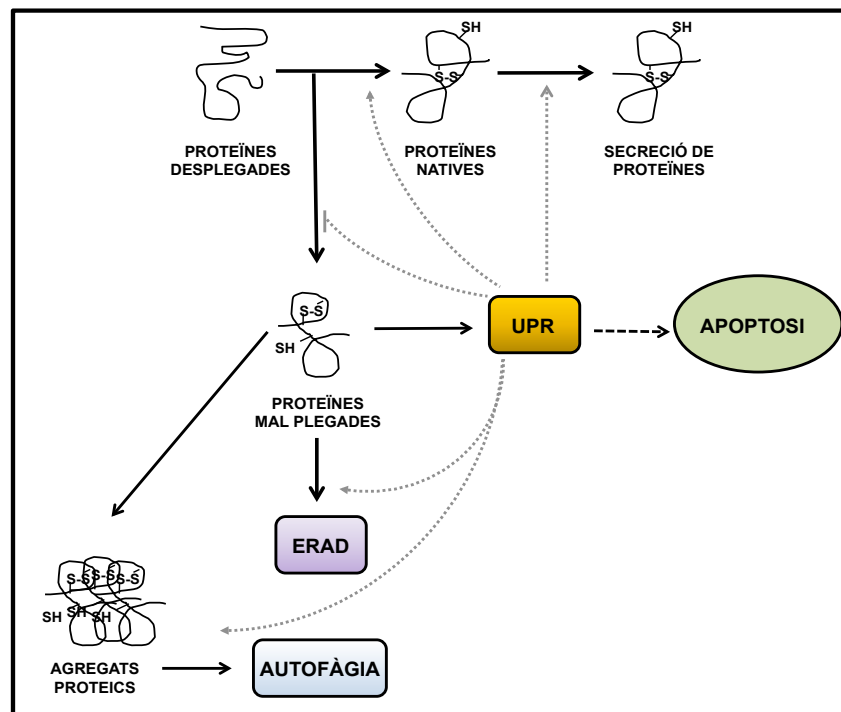 SH
S-S
SH
S-S
PROTEÏNES
DESPLEGADES
PROTEÏNES
NATIVES
SECRECIÓ DE
PROTEÏNES
S-S
SH
UPR
APOPTOSI
PROTEÏNES
MAL PLEGADES
ERAD
S-S
S-S
S-S
SH
SH
SH
AGREGATS
PROTEICS
AUTOFÀGIA